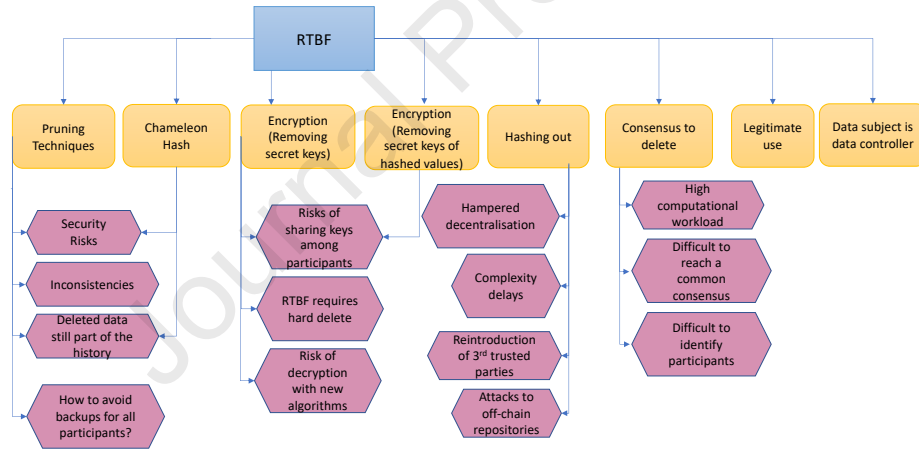 RTBF
Pruning
Techniques
Chameleon
Hash
Encryption
(Removing
secret keys)
Encryption
(Removing
secret keys of
hashed values)
Hashing out
Consensus to
delete
Legitimate
use
Data subject is
data controller
Security
Risks
Inconsistencies
Deleted data
still part of the
history
How to avoid
backups for all
participants?
Risks of
sharing keys
among
participants
RTBF requires
hard delete
Risk of
decryption
with new
algorithms
Hampered
decentralisation
Complexity
delays
Reintroduction
of 3rd trusted
parties
Attacks to
off-chain
repositories
High
computational
workload
Difficult to
reach a
common
consensus
Difficult to
identify
participants
Journal Pr